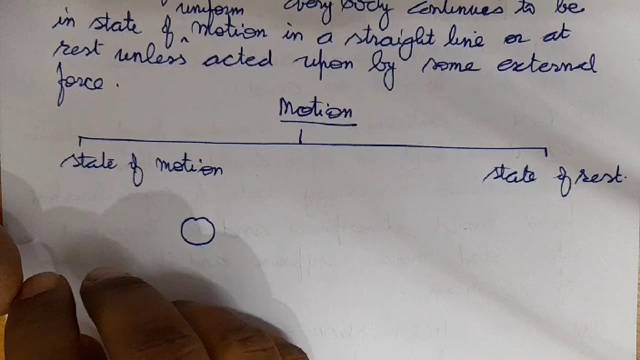 uniform every body continues to be
in state of ^ motion in a straight line or at
rest unless acted upon by some external
force.
Motion
state of motion
state of rest.